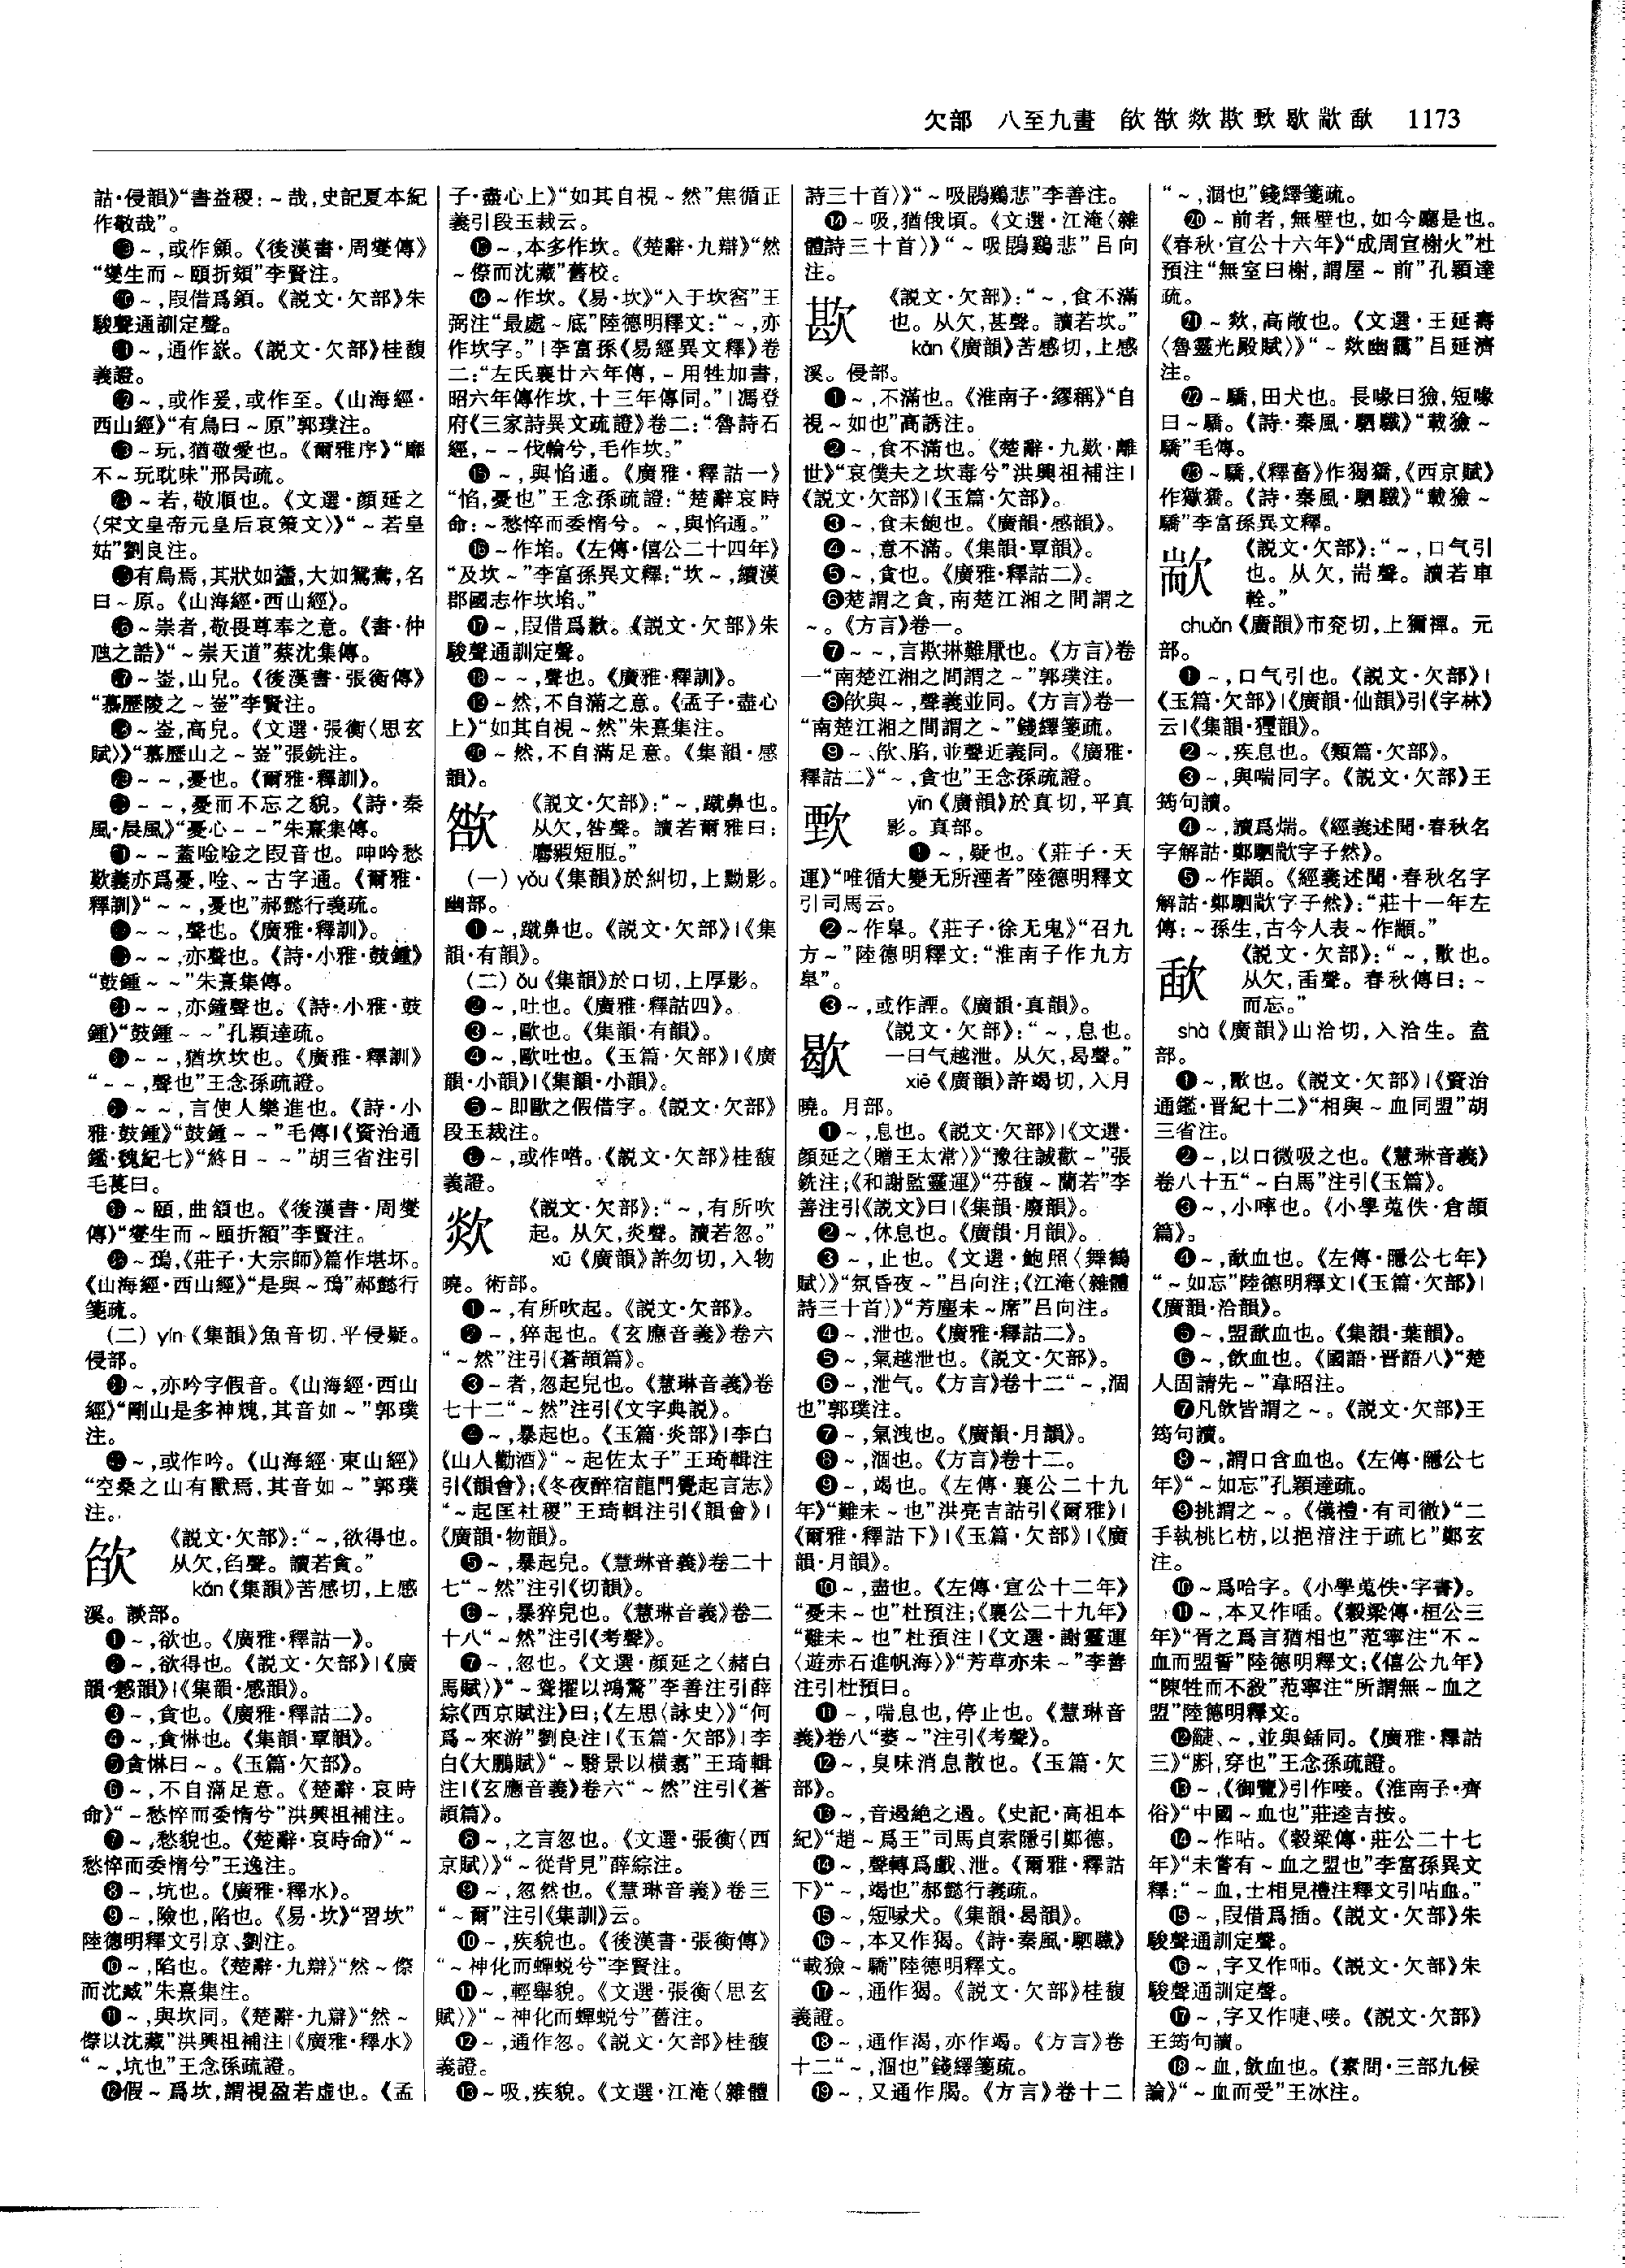 欠部　八至九畫　欿㰶欻歁㰼歇歂歃　1173
詁·侵韻》“書益稷：～哉，史記夏本紀
作敬哉”。
～，或作頷。《後漢書·周燮傳》
“燮生而～頤折頞”李賢注。
～，叚借爲頷。《説文·欠部》朱
駿聲通訓定聲。
～，通作嶔。《説文·欠部》桂馥
義證。
～，或作爰，或作至。《山海經·
西山經》“有鳥曰～原”郭璞注。
～玩，猶敬愛也。《爾雅序》“靡
不～玩耽味”邢昺疏。
～若，敬順也。《文選·顔延之
〈宋文皇帝元皇后哀策文〉》“～若皇
姑”劉良注。
有鳥焉，其狀如蠭，大如鴛鴦，名
曰～原。《山海經·西山經》。
～崇者，敬畏尊奉之意。《書·仲
虺之誥》“～崇天道”蔡沈集傳。
～崟，山皃。《後漢書·張衡傳》
“慕歷陵之～崟”李賢注。
～崟，高皃。《文選·張衡〈思玄
賦〉》“慕歷山之～崟”張銑注。
～～，憂也。《爾雅·釋訓》。
～～，憂而不忘之貌。《詩·秦
風·晨風》“憂心～～”朱熹集傳。
～～蓋唫唫之叚音也。呻吟愁
歎義亦爲憂，唫、～古字通。《爾雅·
釋訓》“～～，憂也”郝懿行義疏。
～～，聲也。《廣雅·釋訓》。
～～，亦聲也。《詩·小雅·鼓鍾》
“鼓鍾～～”朱熹集傳。
～～，亦鐘聲也。《詩·小雅·鼓
鍾》“鼓鍾～～”孔穎達疏。
～～，猶坎坎也。《廣雅·釋訓》
“～～，聲也”王念孫疏證。
～～，言使人樂進也。《詩·小
雅·鼓鍾》“鼓鍾～～”毛傳|《資治通
鑑·魏紀七》“終日～～”胡三省注引
毛萇曰。
～頤，曲頷也。《後漢書·周燮
傳》“燮生而～頤折頞”李賢注。
～䲹，《莊子·大宗師》篇作堪坏。
《山海經·西山經》“是與～䲹”郝懿行
箋疏。
(二) yín《集韻》魚音切，平侵疑。
侵部。
～，亦吟字假音。《山海經·西山
經》“剛山是多神䰠，其音如～”郭璞
注。
～，或作吟。《山海經·東山經》
“空桑之山有獸焉，其音如～”郭璞
注。
欿　《説文·欠部》：“～，欲得也。
从欠，臽聲。讀若貪。”
kǎn《集韻》苦感切，上感
溪。談部。
❶～，欲也。《廣雅·釋詁一》。
❷～，欲得也。《説文·欠部》|《廣
韻·感韻》|《集韻·感韻》。
❸～，貪也。《廣雅·釋詁二》。
❹～，貪惏也。《集韻·覃韻》。
❺貪惏曰～。《玉篇·欠部》。
❻～，不自滿足意。《楚辭·哀時
命》“～愁悴而委惰兮”洪興祖補注。
❼～，愁貌也。《楚辭·哀時命》“～
愁悴而委惰兮”王逸注。
❽～，坑也。《廣雅·釋水》。
❾～，險也，陷也。《易·坎》“習坎”
陸德明釋文引京、劉注。
❿～，陷也。《楚辭·九辯》“然～傺
而沈臧”朱熹集注。
⓫～，與坎同。《楚辭·九辯》“然～
傺以沈藏”洪興祖補注|《廣雅·釋水》
“～，坑也”王念孫疏證。
⓬假～爲坎，謂視盈若虛也。《孟
子·盡心上》“如其自視～然”焦循正
義引段玉裁云。
⓭～，本多作坎。《楚辭·九辯》“然
～傺而沈藏”舊校。
⓮～作坎。《易·坎》“入于坎窞”王
弼注“最處～底”陸德明釋文：“～，亦
作坎字。”|李富孫《易經異文釋》卷
二：“左氏襄廿六年傳，～用牲加書，
昭六年傳作坎，十三年傳同。”|馮登
府《三家詩異文疏證》卷二：“魯詩石
經，～～伐輪兮，毛作坎。”
⓯～，與惂通。《廣雅·釋詁一》
“惂，憂也”王念孫疏證：“楚辭哀時
命：～愁悴而委惰兮。～，與惂通。”
⓰～作埳。《左傳·僖公二十四年》
“及坎～”李富孫異文釋：“坎～，續漢
郡國志作坎埳。”
⓱～，叚借爲歉。《説文·欠部》朱
駿聲通訓定聲。
⓲～～，聲也。《廣雅·釋訓》。
⓳～然，不自滿之意。《孟子·盡心
上》“如其自視～然”朱熹集注。
⓴～然，不自滿足意。《集韻·感
韻》。
㰶　《説文·欠部》：“～，蹴鼻也。
从欠，咎聲。讀若爾雅曰：
麐貑短脰。”
(一) yǒu《集韻》於糾切，上黝影。
幽部。
❶～，蹴鼻也。《説文·欠部》|《集
韻·有韻》。
(二) ǒu《集韻》於口切，上厚影。
❷～，吐也。《廣雅·釋詁四》。
❸～，歐也。《集韻·有韻》。
❹～，歐吐也。《玉篇·欠部》|《廣
韻·小韻》|《集韻·小韻》。
❺～即歐之假借字。《説文·欠部》
段玉裁注。
❻～，或作噾。《説文·欠部》桂馥
義證。
欻　《説文·欠部》：“～，有所吹
起。从欠，炎聲。讀若忽。”
xū《廣韻》許勿切，入物
曉。術部。
❶～，有所吹起。《説文·欠部》。
❷～，猝起也。《玄應音義》卷六
“～然”注引《蒼頡篇》。
❸～者，忽起皃也。《慧琳音義》卷
七十二“～然”注引《文字典説》。
❹～，暴起也。《玉篇·炎部》|李白
《山人勸酒》“～起佐太子”王琦輯注
引《韻會》；《冬夜醉宿龍門覺起言志》
“～起匡社稷”王琦輯注引《韻會》|
《廣韻·物韻》。
❺～，暴起皃。《慧琳音義》卷二十
七“～然”注引《切韻》。
❻～，暴猝皃也。《慧琳音義》卷二
十八“～然”注引《考聲》。
❼～，忽也。《文選·顔延之〈赭白
馬賦〉》“～聳擢以鴻驚”李善注引薛
綜《西京賦注》曰；《左思〈詠史〉》“何
爲～來游”劉良注|《玉篇·欠部》|李
白《大鵬賦》“～翳景以横翥”王琦輯
注|《玄應音義》卷六“～然”注引《蒼
頡篇》。
❽～，之言忽也。《文選·張衡〈西
京賦〉》“～從背見”薛綜注。
❾～，忽然也。《慧琳音義》卷三
“～爾”注引《集訓》云。
❿～，疾貌也。《後漢書·張衡傳》
“～神化而蟬蜕兮”李賢注。
⓫～，輕舉貌。《文選·張衡〈思玄
賦〉》“～神化而蟬蜕兮”舊注。
⓬～，通作忽。《説文·欠部》桂馥
義證。
⓭～吸，疾貌。《文選·江淹〈雜體
詩三十首〉》“～吸鵾鷄悲”李善注。
⓮～吸，猶俄頃。《文選·江淹〈雜
體詩三十首〉》“～吸鵾鷄悲”吕向
注。
歁　《説文·欠部》：“～，食不滿
也。从欠，甚聲。讀若坎。”
kǎn《廣韻》苦感切，上感
溪。侵部。
❶～，不滿也。《淮南子·繆稱》“自
視～如也”高誘注。
❷～，食不滿也。《楚辭·九歎·離
世》“哀僕夫之坎毒兮”洪興祖補注|
《説文·欠部》|《玉篇·欠部》。
❸～，食未飽也。《廣韻·感韻》。
❹～，意不滿。《集韻·覃韻》。
❺～，貪也。《廣雅·釋詁二》。
❻楚謂之貪，南楚江湘之間謂之
～。《方言》卷一。
❼～～，言欺綝難厭也。《方言》卷
一“南楚江湘之間謂之～”郭璞注。
❽欿與～，聲義並同。《方言》卷一
“南楚江湘之間謂之～”錢繹箋疏。
❾～、欿、䐄，並聲近義同。《廣雅·
釋詁二》“～，貪也”王念孫疏證。
㰼　yīn《廣韻》於真切，平真
影。真部。
❶～，疑也。《莊子·天
運》“唯循大變无所湮者”陸德明釋文
引司馬云。
❷～作皐。《莊子·徐无鬼》“召九
方～”陸德明釋文：“淮南子作九方
皋”。
❸～，或作諲。《廣韻·真韻》。
歇　《説文·欠部》：“～，息也。
一曰气越泄。从欠，曷聲。”
xiē《廣韻》許竭切，入月
曉。月部。
❶～，息也。《説文·欠部》|《文選·
顔延之〈贈王太常〉》“豫往誠歡～”張
銑注；《和謝監靈運》“芬馥～蘭若”李
善注引《説文》曰|《集韻·廢韻》。
❷～，休息也。《廣韻·月韻》。
❸～，止也。《文選·鮑照〈舞鶴
賦〉》“氛昏夜～”吕向注；《江淹〈雜體
詩三十首〉》“芳塵未～席”吕向注。
❹～，泄也。《廣雅·釋詁二》。
❺～，氣越泄也。《説文·欠部》。
❻～，泄气。《方言》卷十二“～，涸
也”郭璞注。
❼～，氣洩也。《廣韻·月韻》。
❽～，涸也。《方言》卷十二。
❾～，竭也。《左傳·襄公二十九
年》“難未～也”洪亮吉詁引《爾雅》|
《爾雅·釋詁下》|《玉篇·欠部》|《廣
韻·月韻》。
❿～，盡也。《左傳·宣公十二年》
“憂未～也”杜預注；《襄公二十九年》
“難未～也”杜預注|《文選·謝靈運
〈遊赤石進帆海〉》“芳草亦未～”李善
注引杜預曰。
⓫～，喘息也，停止也。《慧琳音
義》卷八“萎～”注引《考聲》。
⓬～，臭味消息散也。《玉篇·欠
部》。
⓭～，音遏絶之遏。《史記·高祖本
紀》“趙～爲王”司馬貞索隱引鄭德。
⓮～，聲轉爲戲、泄。《爾雅·釋詁
下》“～，竭也”郝懿行義疏。
⓯～，短喙犬。《集韻·曷韻》。
⓰～，本又作猲。《詩·秦風·駟驖》
“載獫～驕”陸德明釋文。
⓱～，通作猲。《説文·欠部》桂馥
義證。
⓲～，通作渴，亦作竭。《方言》卷
十二“～，涸也”錢繹箋疏。
⓳～，又通作㵣。《方言》卷十二
“～，涸也”錢繹箋疏。
⓴～前者，無壁也，如今廳是也。
《春秋·宣公十六年》“成周宣榭火”杜
預注“無室曰榭，謂屋～前”孔穎達
疏。
㉑～欻，高敞也。《文選·王延壽
〈魯靈光殿賦〉》“～欻幽靄”吕延濟
注。
㉒～驕，田犬也。長喙曰獫，短喙
曰～驕。《詩·秦風·駟驖》“載獫～
驕”毛傳。
㉓～驕，《釋畜》作猲獢，《西京賦》
作獥獢。《詩·秦風·駟驖》“載獫～
驕”李富孫異文釋。
歂　《説文·欠部》：“～，口气引
也。从欠，耑聲。讀若車
輇。”
chuǎn《廣韻》市兖切，上獮禪。元
部。
❶～，口气引也。《説文·欠部》|
《玉篇·欠部》|《廣韻·仙韻》引《字林》
云|《集韻·獮韻》。
❷～，疾息也。《類篇·欠部》。
❸～，與喘同字。《説文·欠部》王
筠句讀。
❹～，讀爲煓。《經義述聞·春秋名
字解詁·鄭駟歂字子然》。
❺～作顓。《經義述聞·春秋名字
解詁·鄭駟歂字子然》：“莊十一年左
傳：～孫生，古今人表～作顓。”
歃　《説文·欠部》：“～，歠也。
从欠，臿聲。春秋傳曰：～
而忘。”
shà《廣韻》山洽切，入洽生。盍
部。
❶～，歠也。《説文·欠部》|《資治
通鑑·晋紀十二》“相與～血同盟”胡
三省注。
❷～，以口微吸之也。《慧琳音義》
卷八十五“～白馬”注引《玉篇》。
❸～，小啐也。《小學蒐佚·倉頡
篇》。
❹～，歃血也。《左傳·隱公七年》
“～如忘”陸德明釋文|《玉篇·欠部》|
《廣韻·洽韻》。
❺～，盟歃血也。《集韻·葉韻》。
❻～，飲血也。《國語·晋語八》“楚
人固請先～”韋昭注。
❼凡飲皆謂之～。《説文·欠部》王
筠句讀。
❽～，謂口含血也。《左傳·隱公七
年》“～如忘”孔穎達疏。
❾挑謂之～。《儀禮·有司徹》“二
手執桃匕枋，以挹湆注于疏匕”鄭玄
注。
❿～爲哈字。《小學蒐佚·字書》。
⓫～，本又作喢。《穀梁傳·桓公三
年》“胥之爲言猶相也”范寧注“不～
血而盟誓”陸德明釋文；《僖公九年》
“陳牲而不殺”范寧注“所謂無～血之
盟”陸德明釋文。
⓬䟴、～，並與鍤同。《廣雅·釋詁
三》“㪚，穿也”王念孫疏證。
⓭～，《御覽》引作唼。《淮南子·齊
俗》“中國～血也”莊逵吉按。
⓮～作呫。《穀梁傳·莊公二十七
年》“未嘗有～血之盟也”李富孫異文
釋：“～血，士相見禮注釋文引呫血。”
⓯～，叚借爲插。《説文·欠部》朱
駿聲通訓定聲。
⓰～，字又作啑。《説文·欠部》朱
駿聲通訓定聲。
⓱～，字又作啑、唼。《説文·欠部》
王筠句讀。
⓲～血，飲血也。《素問·三部九候
論》“～血而受”王冰注。